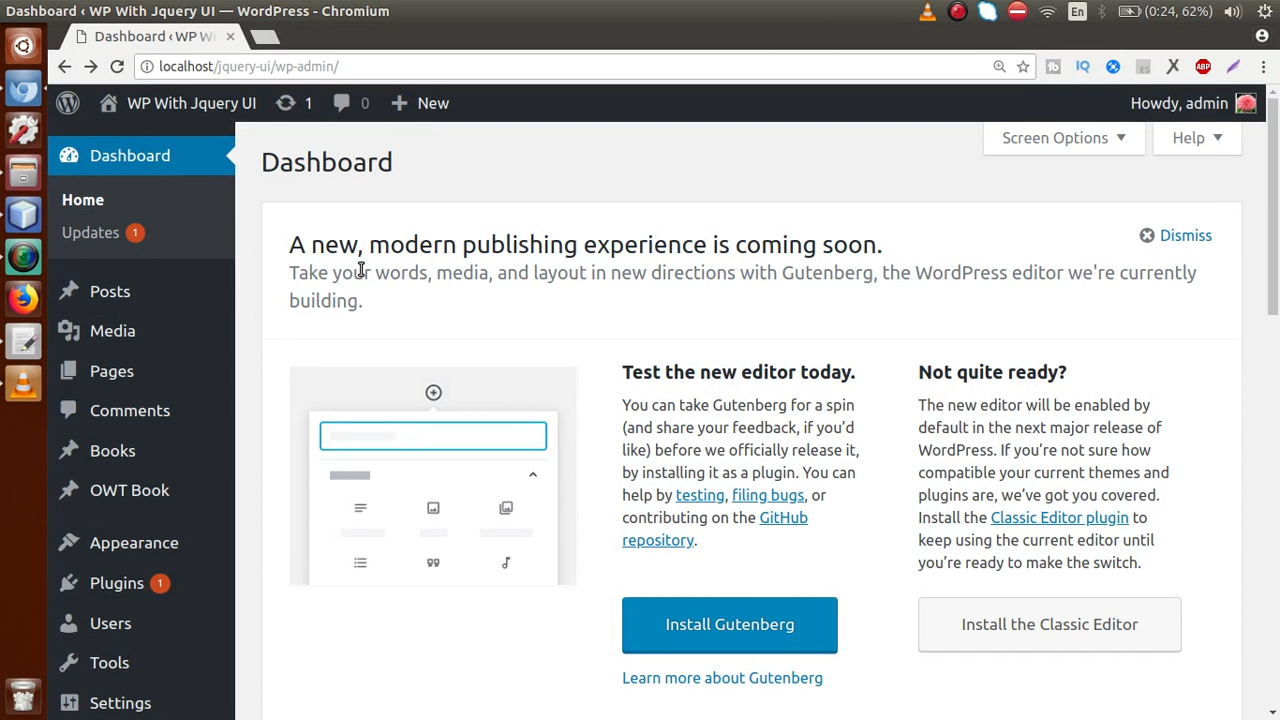 Dashboard ‹ WP With Jquery UI — WordPress - Chromium
En
(0:24, 62%)
Dashboard ‹ WP Wi
localhost/jquery-ui/wp-admin/
fb
IQ
ES
X
ABP
WP With Jquery UI
1
0
New
Howdy, admin
Dashboard
Home
Updates 1
Posts
Media
Pages
Comments
Books
OWT Book
Appearance
Plugins 1
Users
Tools
Settings
Screen Options
Help
Dashboard
A new, modern publishing experience is coming soon.
Dismiss
Take your words, media, and layout in new directions with Gutenberg, the WordPress editor we're currently
building.
Test the new editor today.
You can take Gutenberg for a spin
(and share your feedback, if you'd
like) before we officially release it,
by installing it as a plugin. You can
help by testing, filing bugs, or
contributing on the GitHub
repository.
Install Gutenberg
Learn more about Gutenberg
Not quite ready?
The new editor will be enabled by
default in the next major release of
WordPress. If you're not sure how
compatible your current themes and
plugins are, we've got you covered.
Install the Classic Editor plugin to
keep using the current editor until
you're ready to make the switch.
Install the Classic Editor